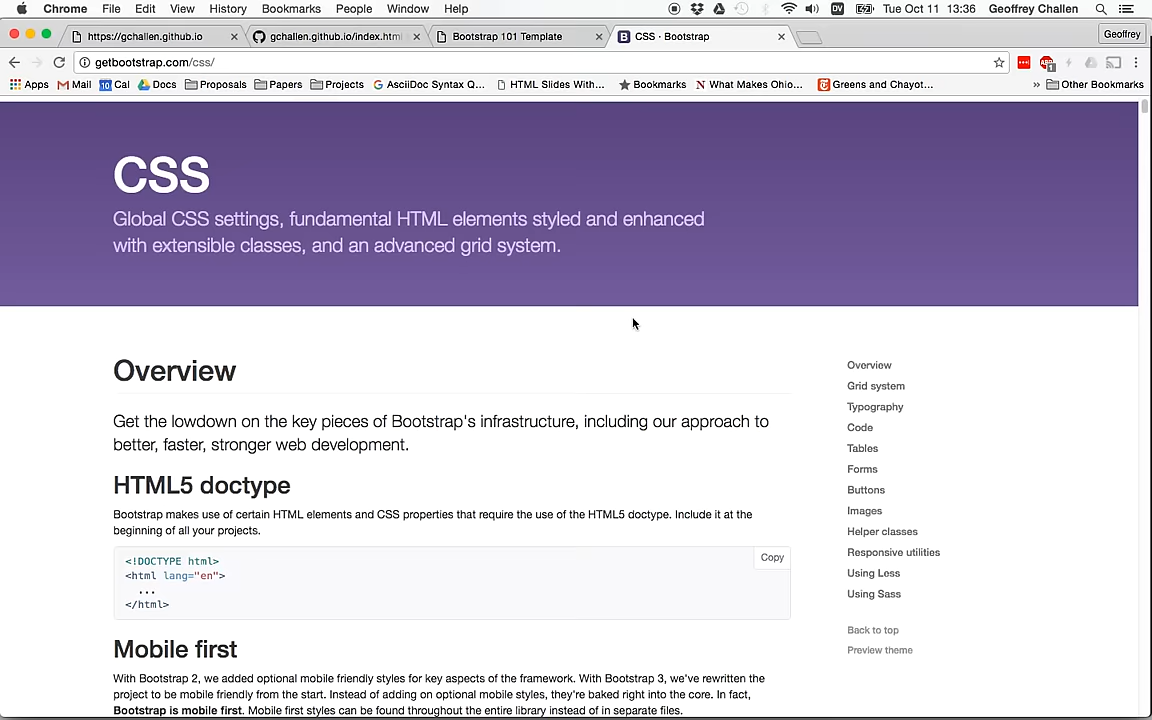 Chrome File Edit View History Bookmarks People Window Help DV Tue Oct 11 13:36 Geoffrey Challen
https://gchallen.github.io gchallen.github.io/index.html Bootstrap 101 Template B CSS · Bootstrap Geoffrey
getbootstrap.com/css/
Apps Mail 10 Cal Docs Proposals Papers Projects AsciiDoc Syntax Q... HTML Slides With... Bookmarks N What Makes Ohio... Greens and Chayot... » Other Bookmarks
CSS
Global CSS settings, fundamental HTML elements styled and enhanced
with extensible classes, and an advanced grid system.
Overview
Get the lowdown on the key pieces of Bootstrap's infrastructure, including our approach to
better, faster, stronger web development.
HTML5 doctype
Bootstrap makes use of certain HTML elements and CSS properties that require the use of the HTML5 doctype. Include it at the
beginning of all your projects.
Copy
<!DOCTYPE html>
<html lang="en">
...
</html>
Mobile first
With Bootstrap 2, we added optional mobile friendly styles for key aspects of the framework. With Bootstrap 3, we've rewritten the
project to be mobile friendly from the start. Instead of adding on optional mobile styles, they're baked right into the core. In fact,
Bootstrap is mobile first. Mobile first styles can be found throughout the entire library instead of in separate files.
Overview
Grid system
Typography
Code
Tables
Forms
Buttons
Images
Helper classes
Responsive utilities
Using Less
Using Sass
Back to top
Preview theme